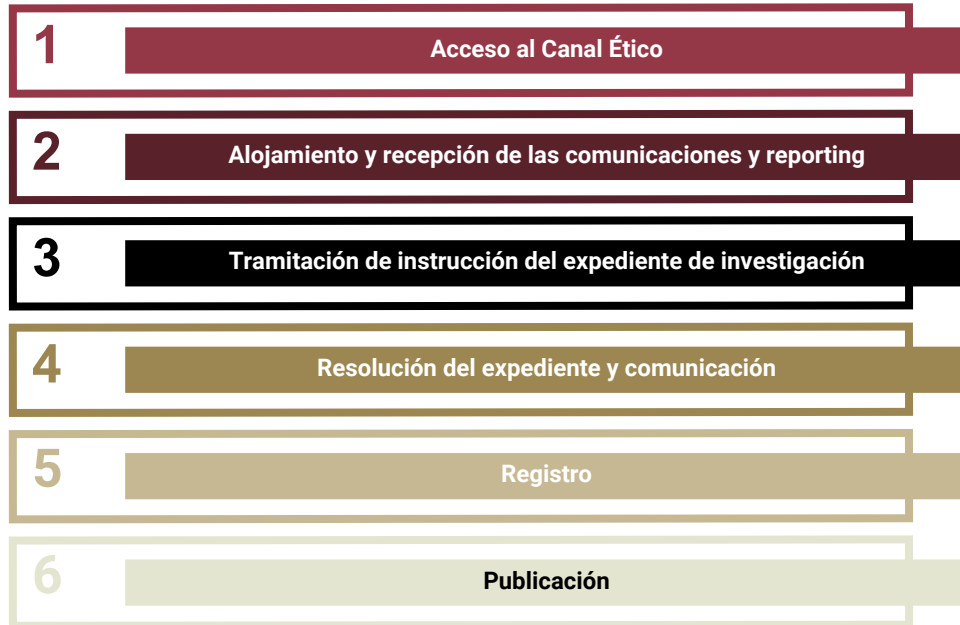 1
Acceso al Canal Ético
2
Alojamiento y recepción de las comunicaciones y reporting
3
Tramitación de instrucción del expediente de investigación
4
Resolución del expediente y comunicación
5
Registro
6
Publicación